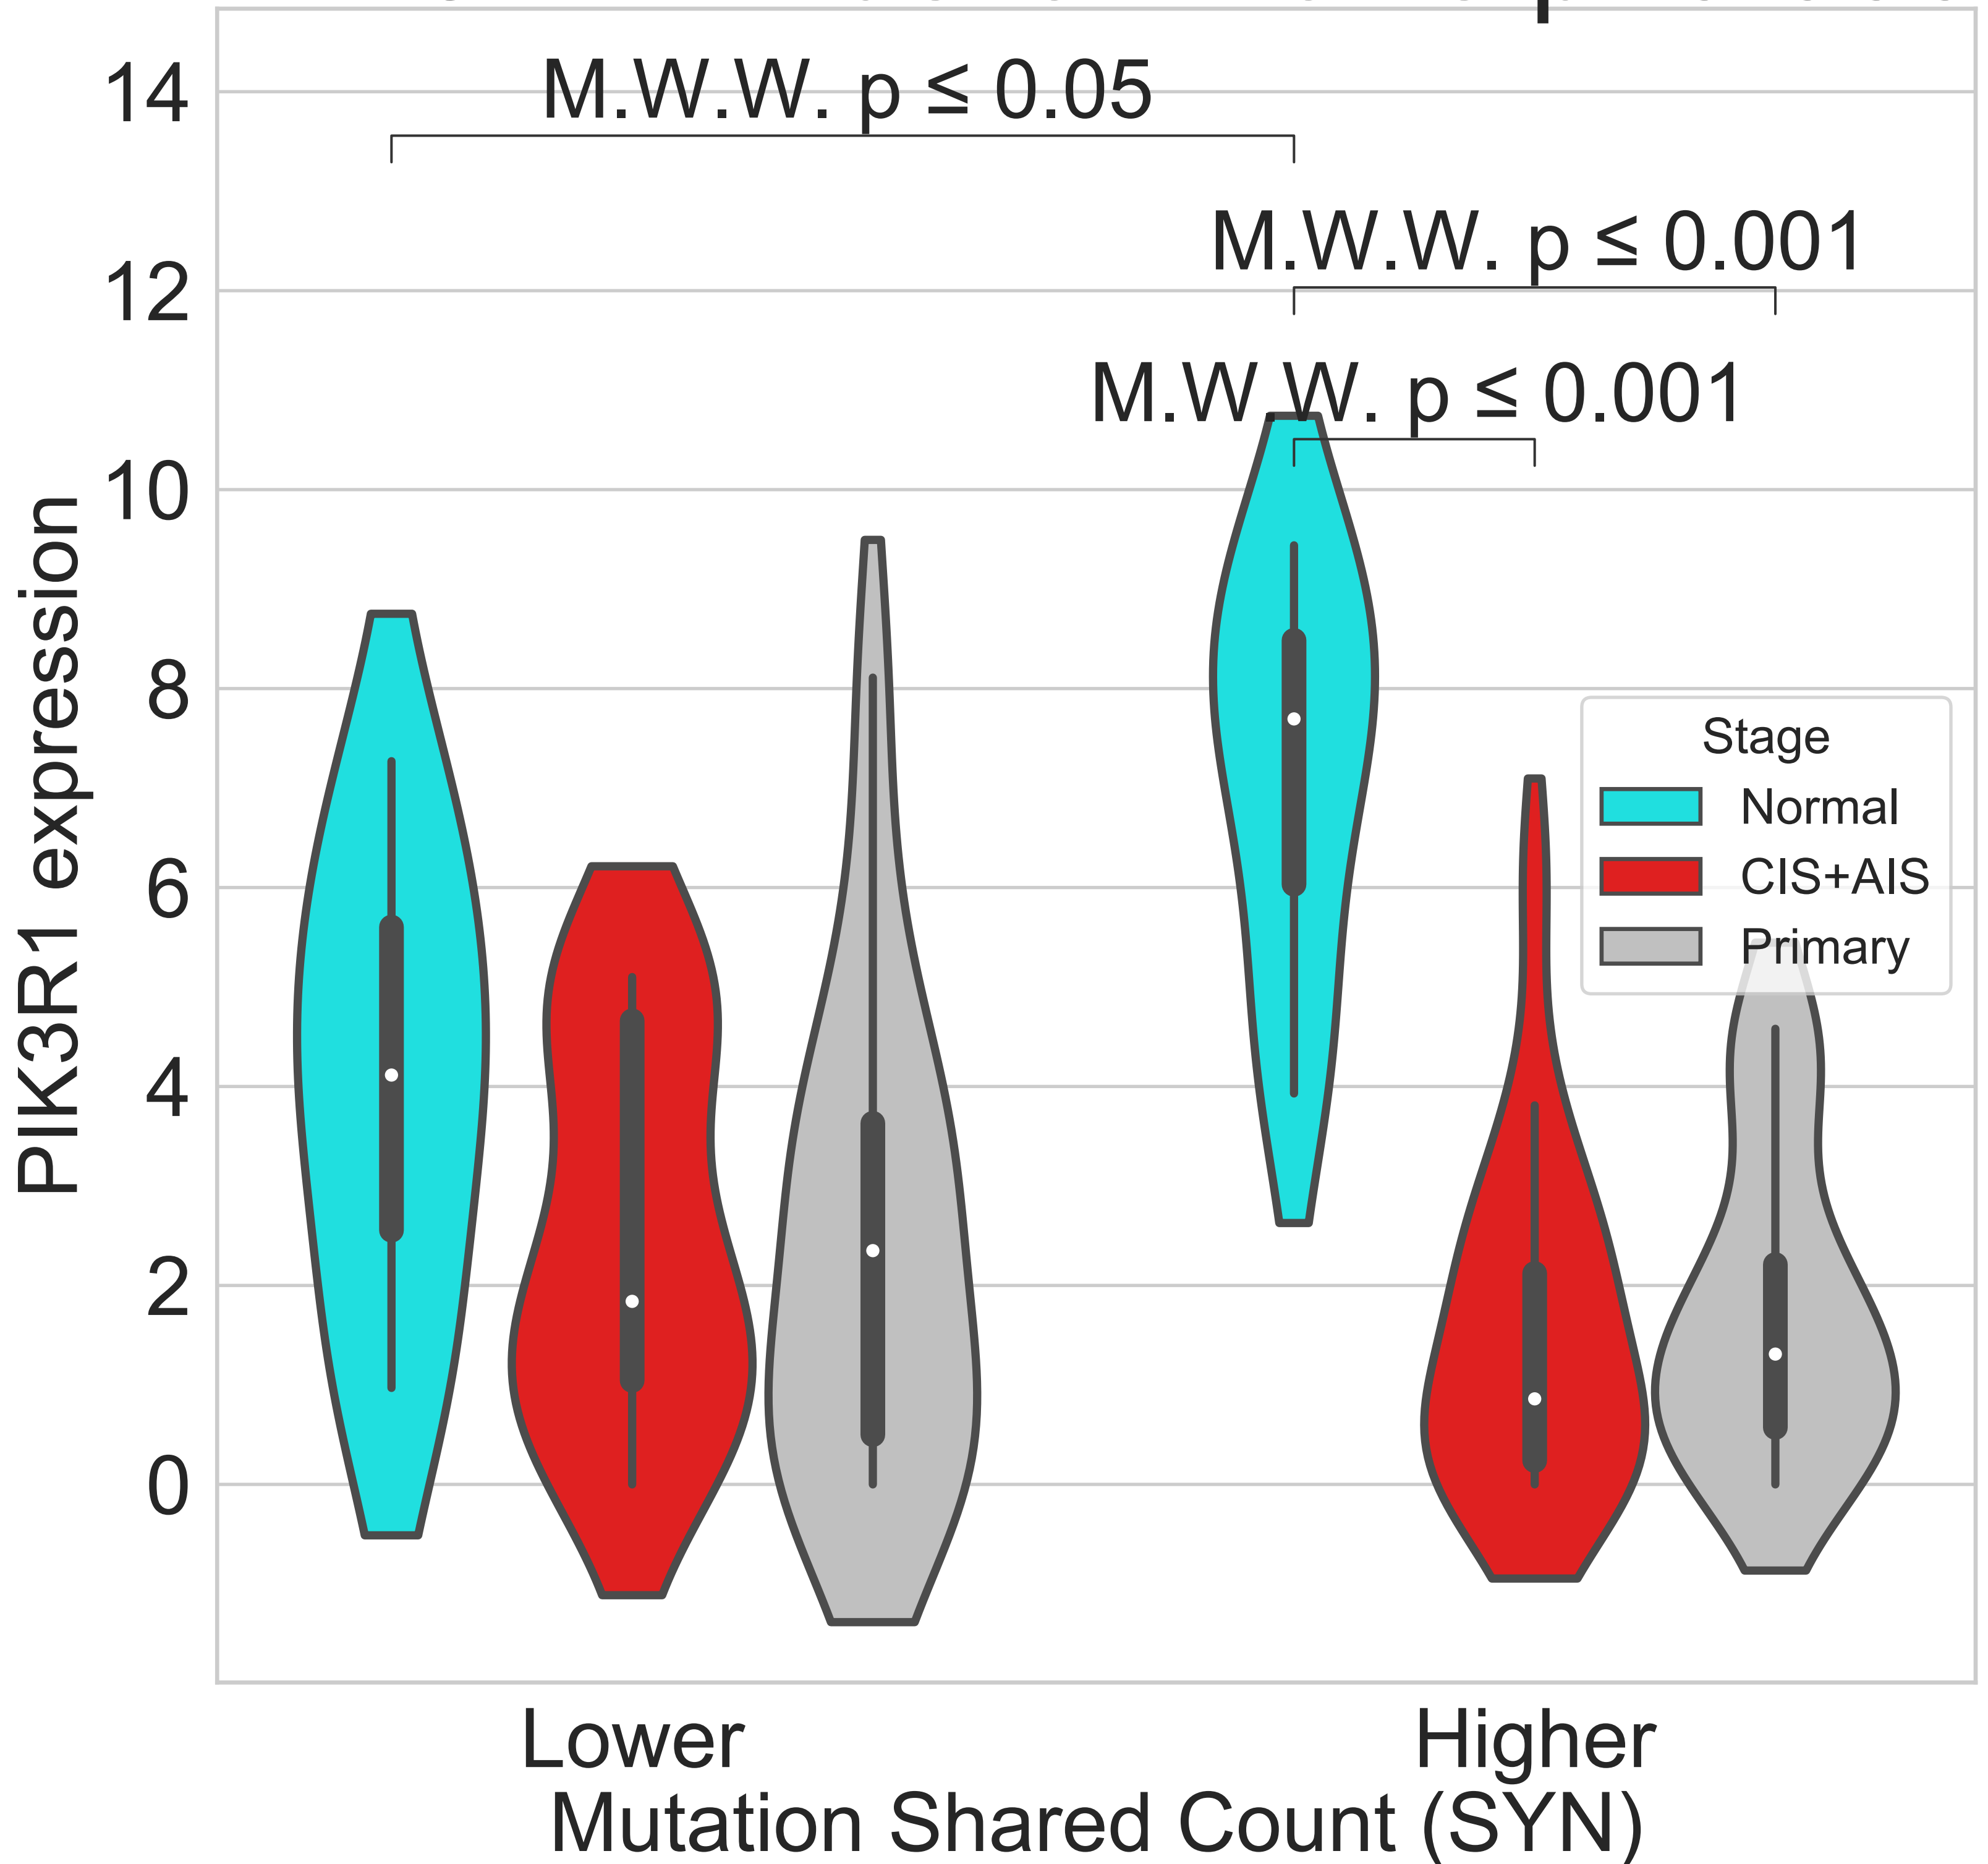 M.W.W. p ≤ 0.05
M.W.W. p ≤ 0.001
M.W.W. p ≤ 0.001
14
12
10
8
6
4
2
0
PIK3R1 expression
Stage
Normal
CIS+AIS
Primary
Lower
Higher
Mutation Shared Count (SYN)